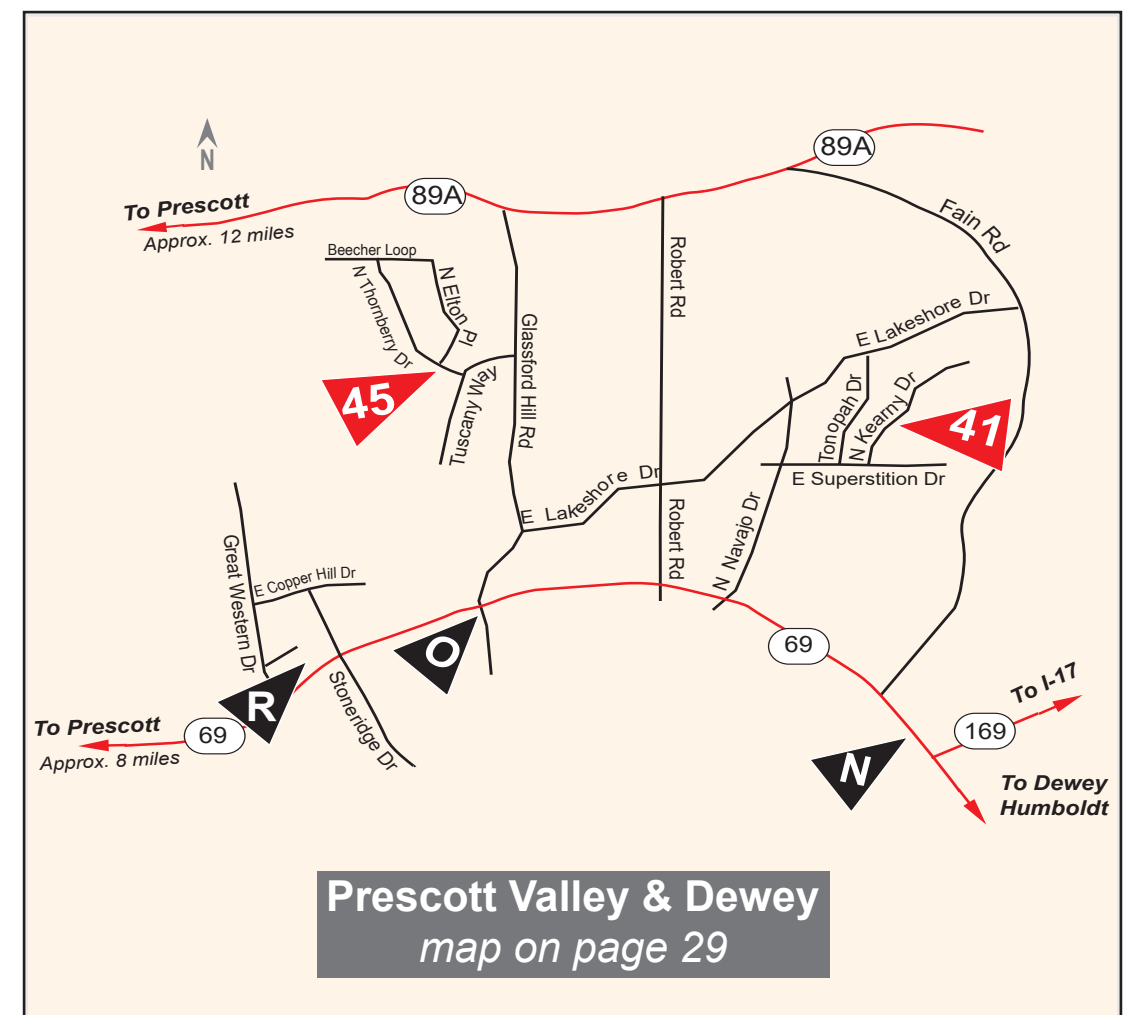 89A
89A
N
To Prescott
Approx. 12 miles
Fain Rd
Beecher Loop
N Thornberry Dr
N Elton Pl
Robert Rd
Glassford Hill Rd
E Lakeshore Dr
45
Tuscany Way
Tonopah Dr
N Kearny Dr
41
E Superstition Dr
E Lakeshore Dr
Robert Rd
N Navajo Dr
Great Western Dr
E Copper Hill Dr
O
69
R
Stoneridge Dr
To I-17
To Prescott
69
Approx. 8 miles
169
N
To Dewey
Humboldt
Prescott Valley & Dewey
map on page 29